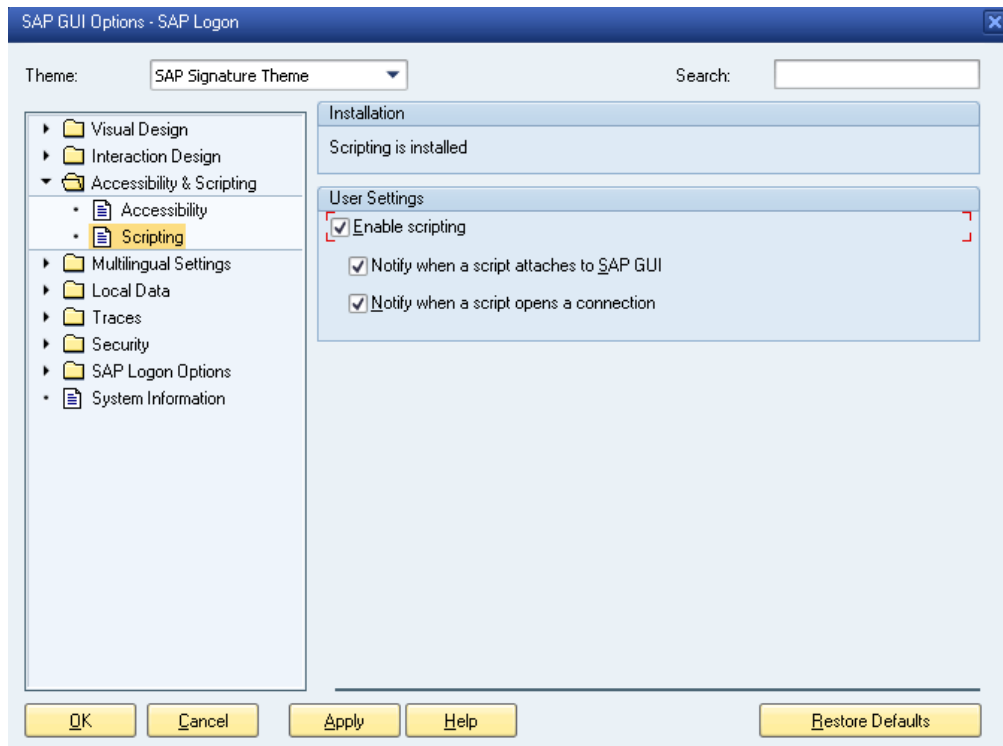 SAP GUI Options - SAP Logon
Theme: SAP Signature Theme Search:
Visual Design
Interaction Design
Accessibility & Scripting
Accessibility
Scripting
Multilingual Settings
Local Data
Traces
Security
SAP Logon Options
System Information
Installation
Scripting is installed
User Settings
Enable scripting
Notify when a script attaches to SAP GUI
Notify when a script opens a connection
OK Cancel Apply Help Restore Defaults